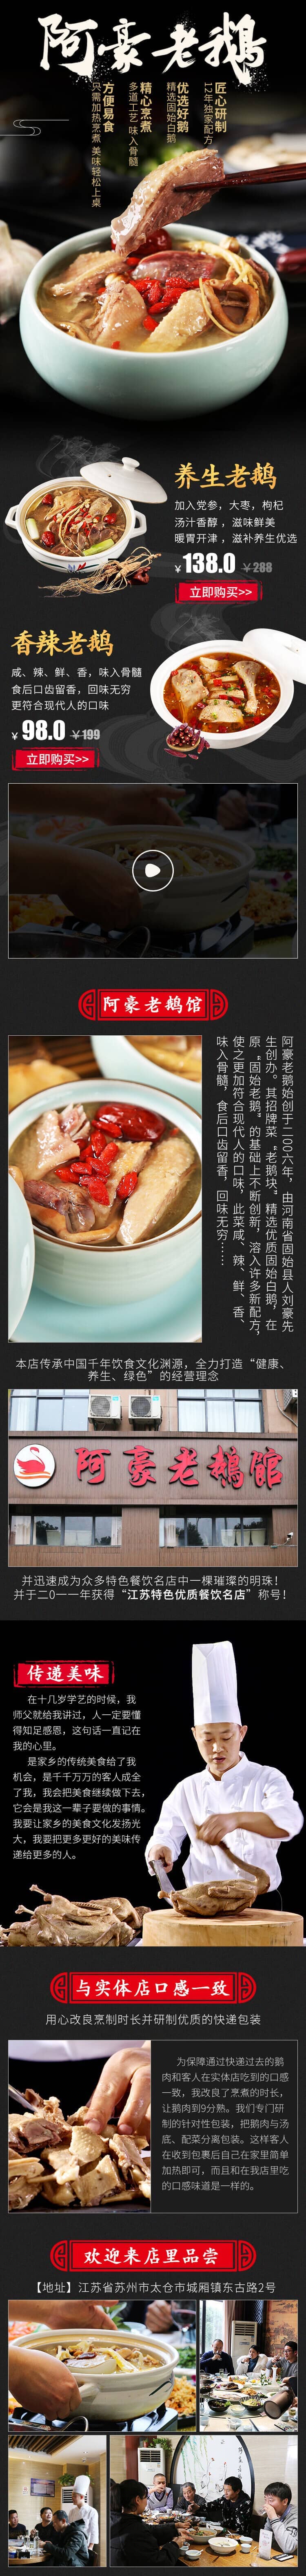 阿豪老鹅
匠心研制
12年独家配方
优选好鹅
精选固始白鹅
精心烹煮
多道工艺 味入骨髓
方便易食
只需加热烹煮 美味轻松上桌
养生老鹅
加入党参，大枣，枸杞
汤汁香醇 ，滋味鲜美
暖胃开津 ，滋补养生优选
¥138.0 ￥288
立即购买>>
香辣老鹅
咸、辣、鲜、香，味入骨髓
食后口齿留香，回味无穷
更符合现代人的口味
¥ 98.0 ￥199
立即购买>>
阿豪老鹅馆
阿豪老鹅始创于二00六年，由河南省固始县人刘豪先
生创办。其招牌菜“老鹅块”精选优质固始白鹅，在
原“固始老鹅”的基础上不断创新，溶入许多新配方，
使之更加符合现代人的口味，此菜咸、辣、鲜、香、
味入骨髓，食后口齿留香，回味无穷……
本店传承中国千年饮食文化渊源，全力打造“健康、
养生、绿色”的经营理念
阿豪老鹅馆
并迅速成为众多特色餐饮名店中一棵璀璨的明珠！
并于二0一一年获得“江苏特色优质餐饮名店”称号！
传递美味
在十几岁学艺的时候，我
师父就给我讲过，人一定要懂
得知足感恩，这句话一直记在
我的心里。
是家乡的传统美食给了我
机会，是千千万万的客人成全
了我，我会把美食继续做下去，
它会是我这一辈子要做的事情。
我要让家乡的美食文化发扬光
大，我要把更多更好的美味传
递给更多的人。
与实体店口感一致
用心改良烹制时长并研制优质的快递包装
为保障通过快递过去的鹅
肉和客人在实体店吃到的口感
一致，我改良了烹煮的时长，
让鹅肉到9分熟。我们专门研
制的针对性包装，把鹅肉与汤
底、配菜分离包装。这样客人
在收到包裹后自己在家里简单
加热即可，而且和在我店里吃
的口感味道是一样的。
欢迎来店里品尝
【地址】江苏省苏州市太仓市城厢镇东古路2号